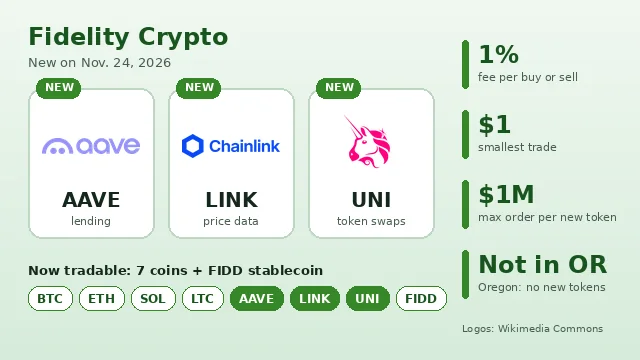 Fidelity Crypto
New on Nov. 24, 2026
NEW
aave
AAVE
lending
NEW
Chainlink
LINK
price data
NEW
UNI
token swaps
Now tradable: 7 coins + FIDD stablecoin
BTC ETH SOL LTC AAVE LINK UNI FIDD
1%
fee per buy or sell
$1
smallest trade
$1M
max order per new token
Not in OR
Oregon: no new tokens
Logos: Wikimedia Commons